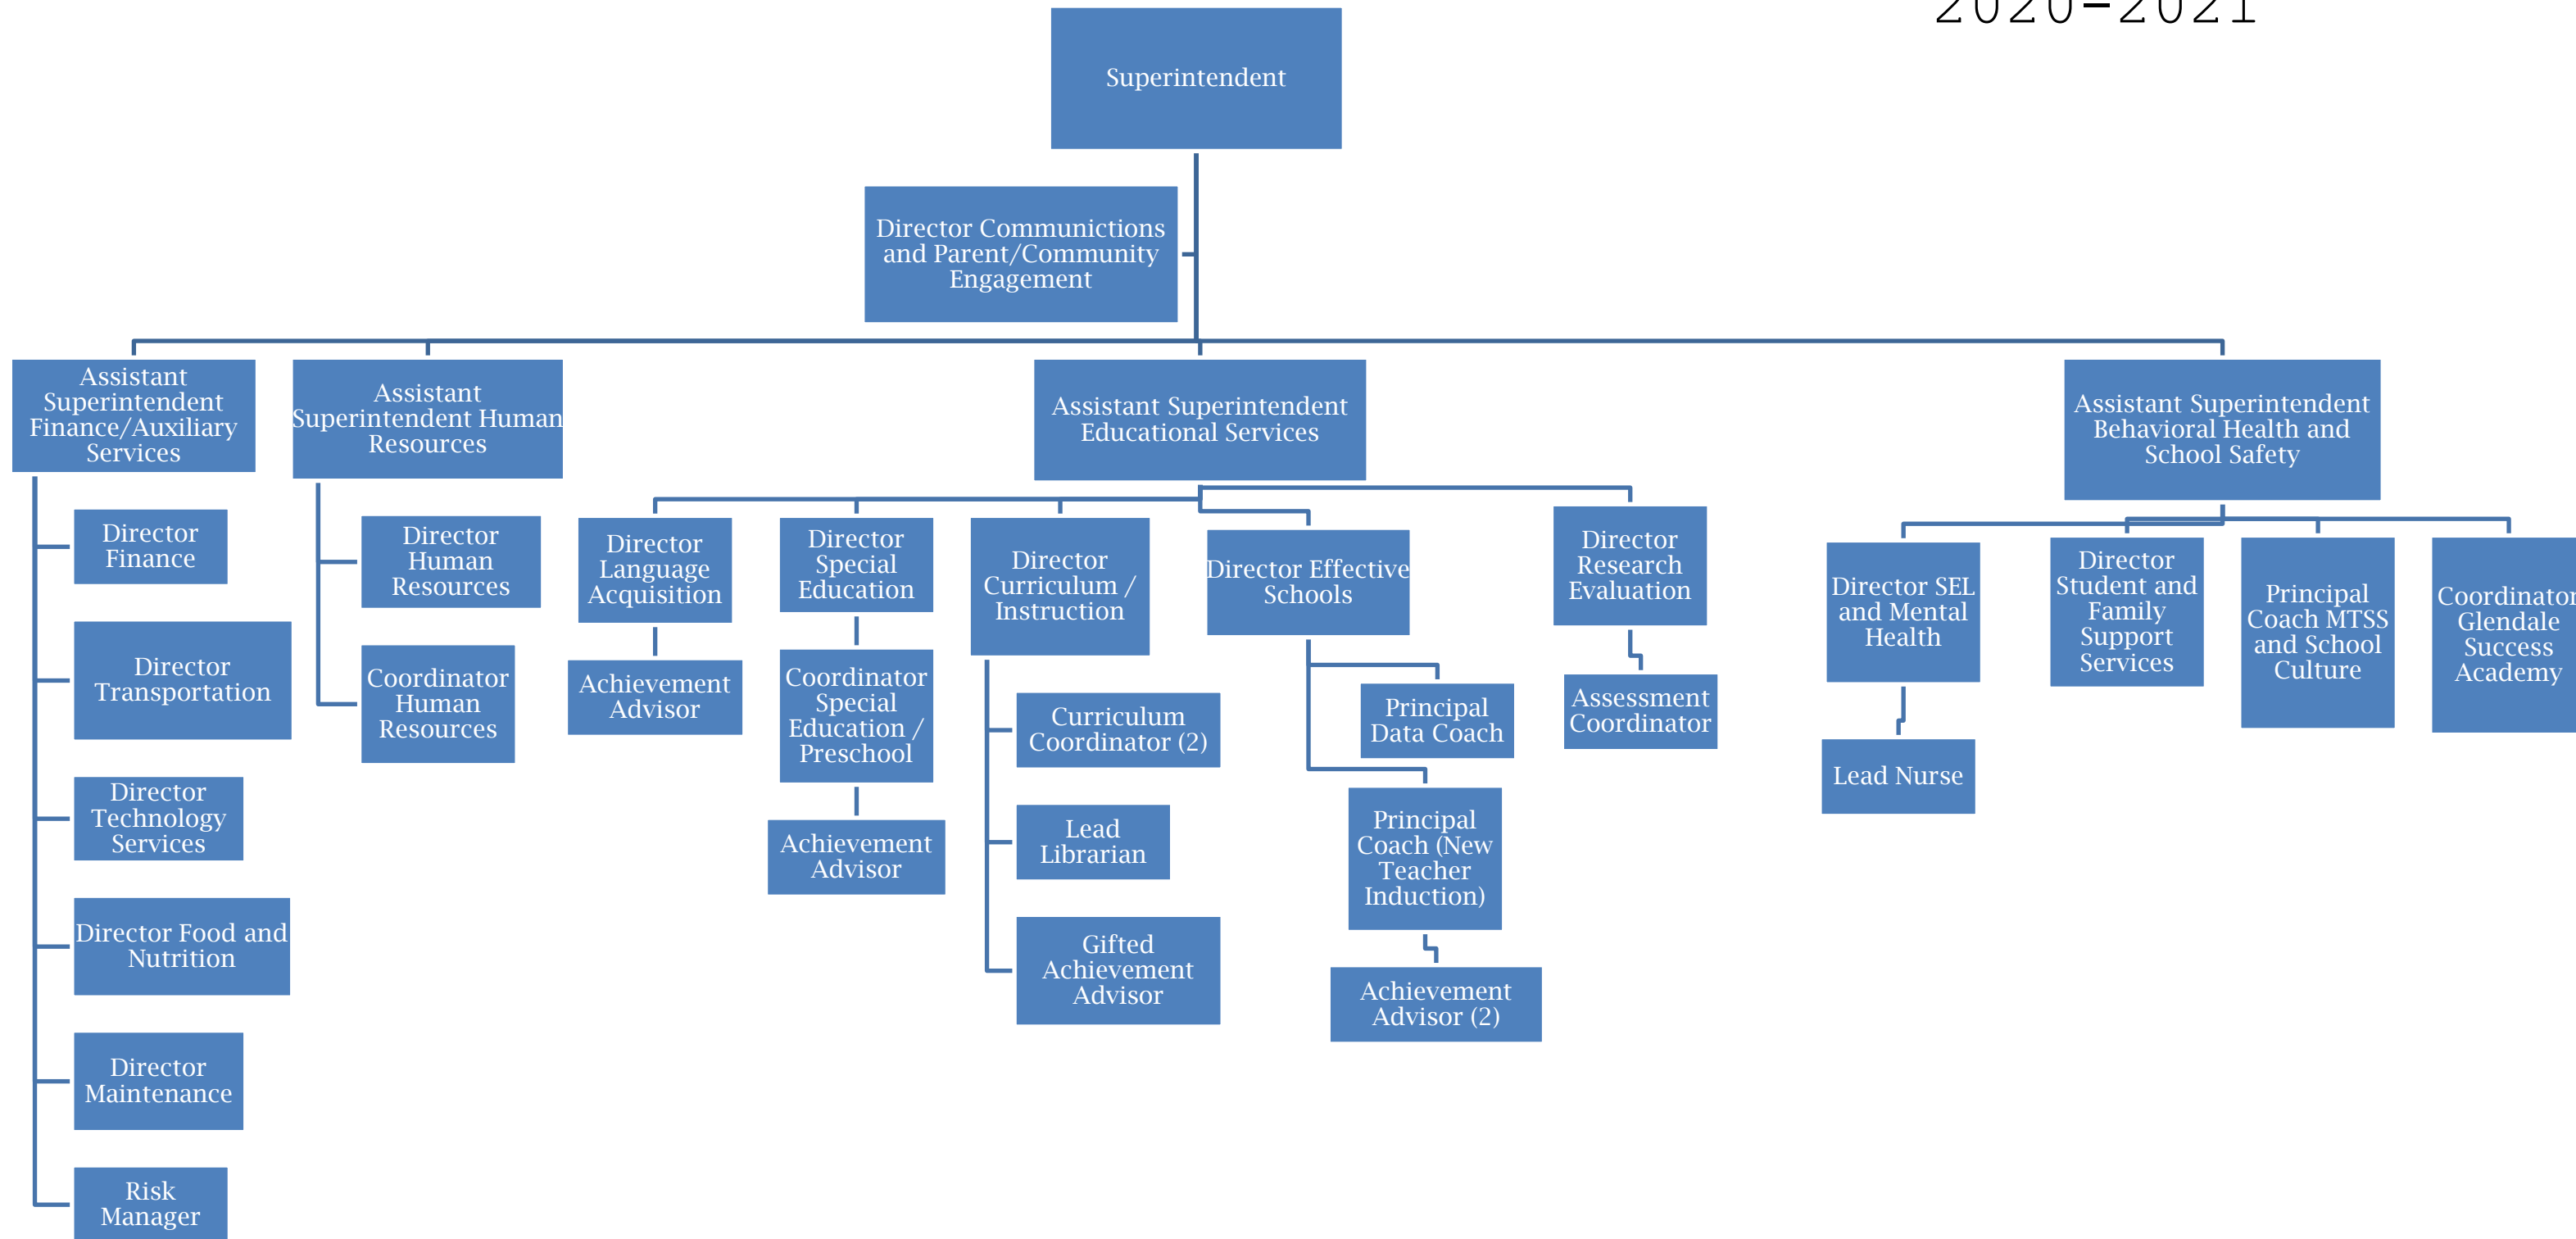 2020-2021
Superintendent
Director Communictions
and Parent/Community
Engagement
Assistant
Superintendent
Finance/Auxiliary
Services
Assistant
Superintendent Human
Resources
Assistant Superintendent
Educational Services
Assistant Superintendent
Behavioral Health and
School Safety
Director
Finance
Director
Transportation
Director
Technology
Services
Director Food and
Nutrition
Director
Maintenance
Risk
Manager
Director
Human
Resources
Coordinator
Human
Resources
Director
Language
Acquisition
Achievement
Advisor
Director
Special
Education
Coordinator
Special
Education /
Preschool
Achievement
Advisor
Director
Curriculum /
Instruction
Curriculum
Coordinator (2)
Lead
Librarian
Gifted
Achievement
Advisor
Director Effective
Schools
Principal
Data Coach
Principal
Coach (New
Teacher
Induction)
Achievement
Advisor (2)
Director
Research
Evaluation
Assessment
Coordinator
Director SEL
and Mental
Health
Lead Nurse
Director
Student and
Family
Support
Services
Principal
Coach MTSS
and School
Culture
Coordinator
Glendale
Success
Academy